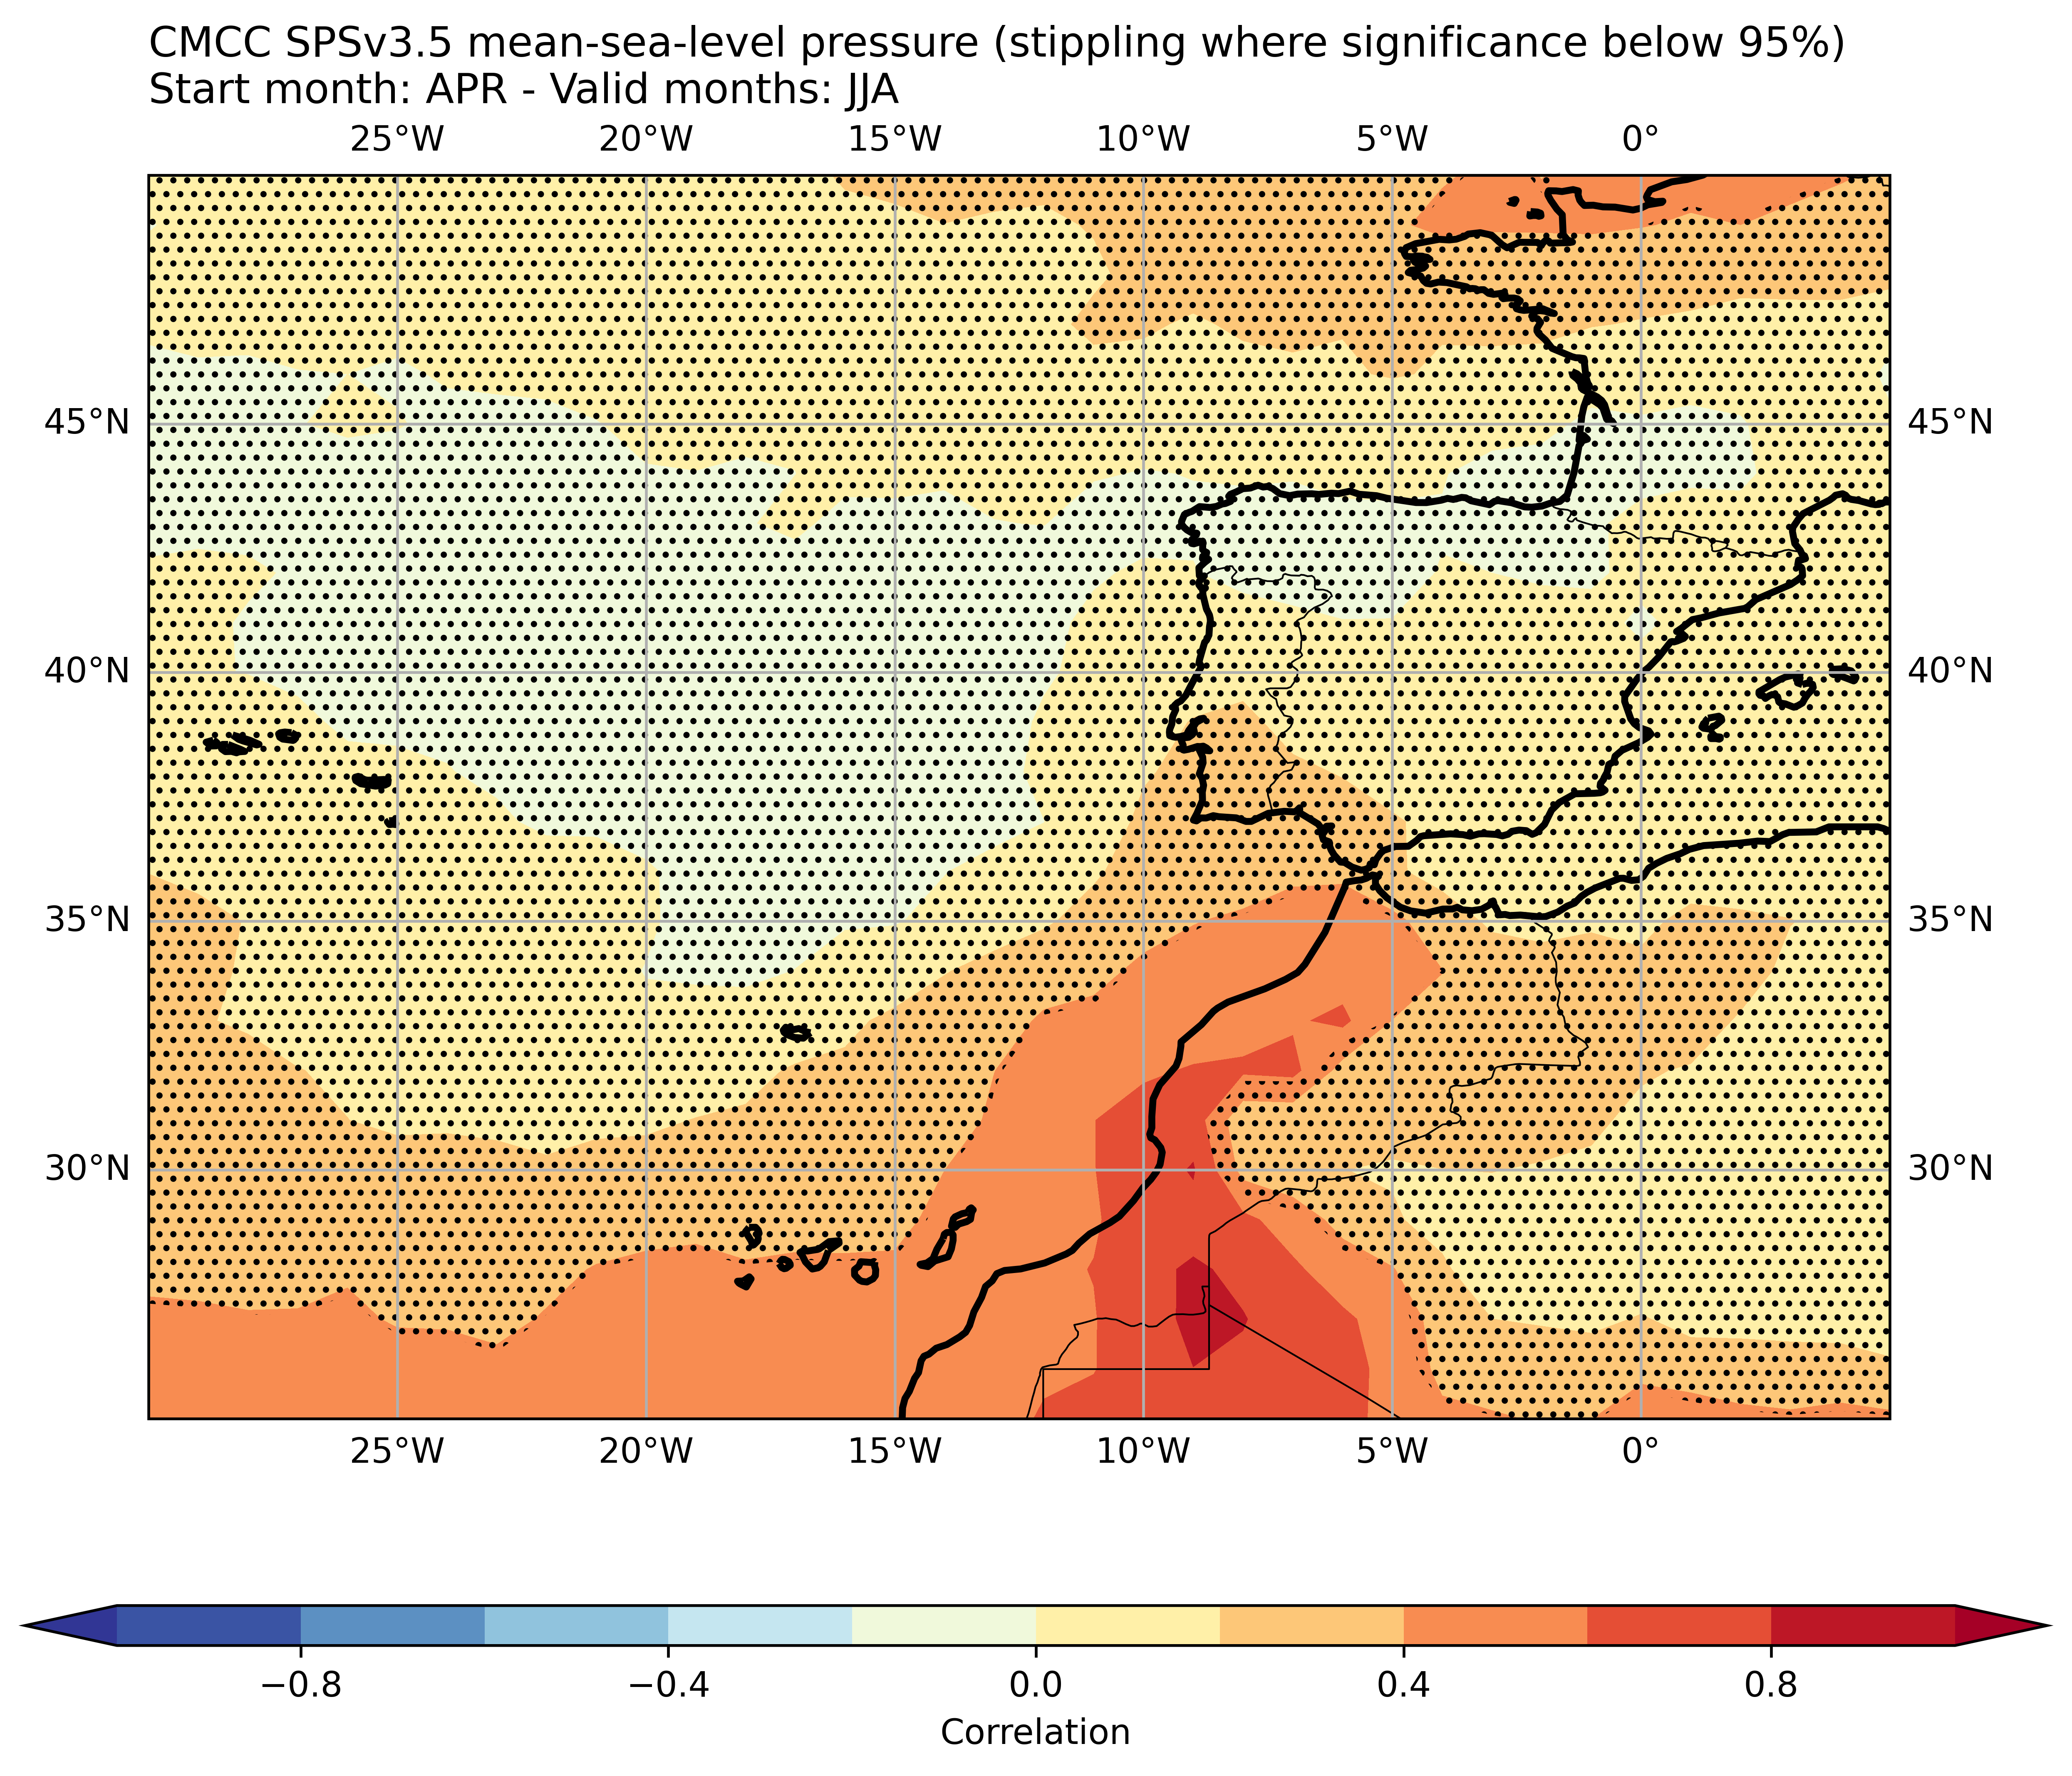 CMCC SPSv3.5 mean-sea-level pressure (stippling where significance below 95%)
Start month: APR - Valid months: JJA
25°W 20°W 15°W 10°W 5°W 0°
45°N 45°N
40°N 40°N
35°N 35°N
30°N 30°N
25°W 20°W 15°W 10°W 5°W 0°
−0.8 −0.4 0.0 0.4 0.8
Correlation